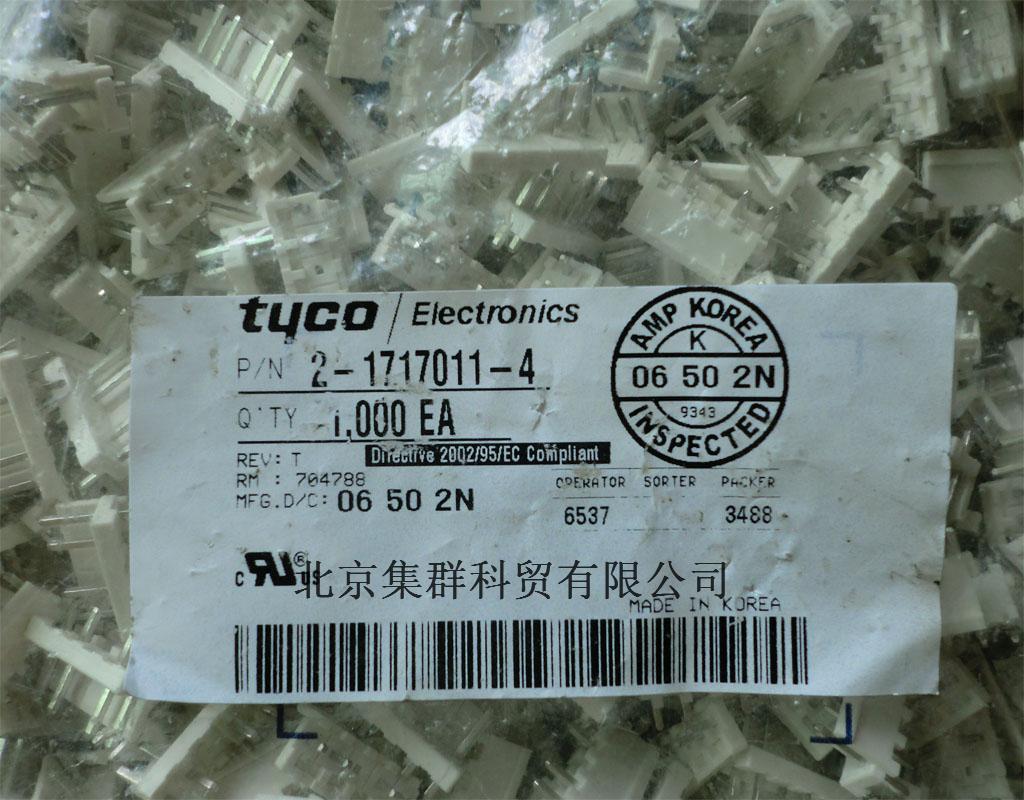 tyco / Electronics
P/N 2-1717011-4
Q'TY 1,000 EA
Directive 2002/95/EC Compliant
REV: T
RM : 704788
MFG.D/C: 06 50 2N
AMP KOREA
K
06 50 2N
9343
INSPECTED
OPERATOR SORTER PACKER
6537 3488
c RU ® US
北京集群科贸有限公司
MADE IN KOREA